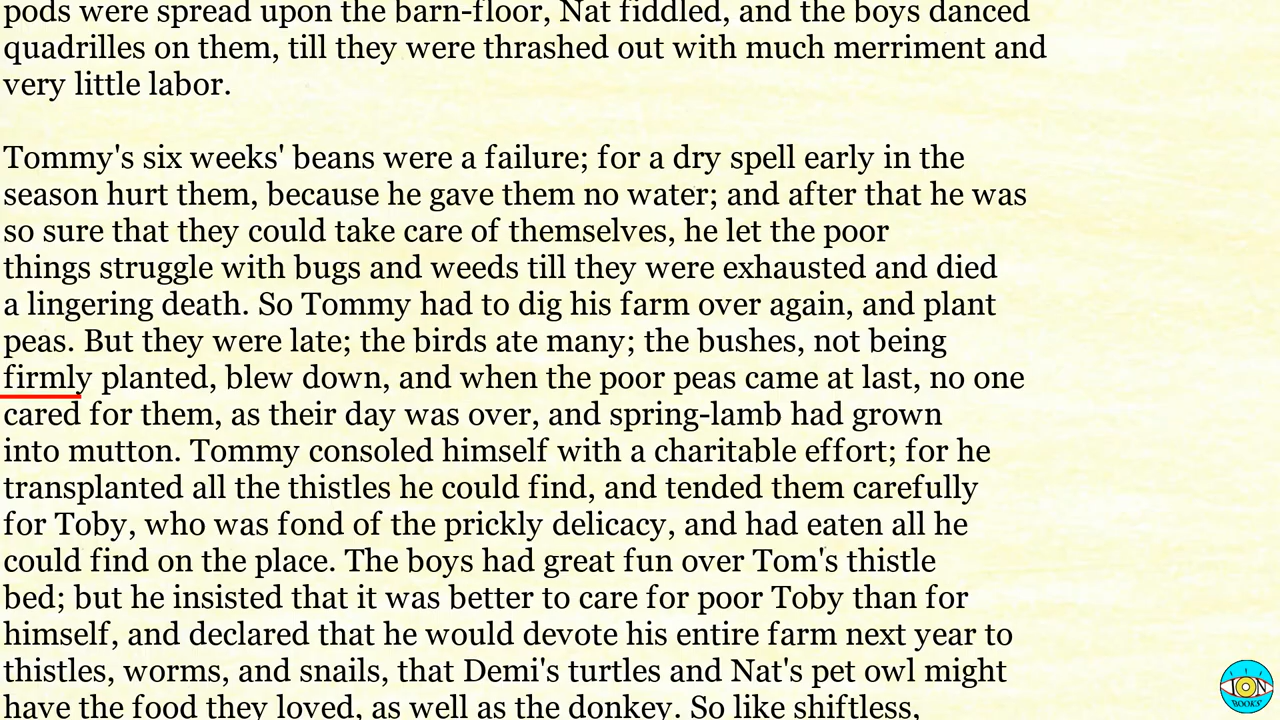 pods were spread upon the barn-floor, Nat fiddled, and the boys danced
quadrilles on them, till they were thrashed out with much merriment and
very little labor.
Tommy's six weeks' beans were a failure; for a dry spell early in the
season hurt them, because he gave them no water; and after that he was
so sure that they could take care of themselves, he let the poor
things struggle with bugs and weeds till they were exhausted and died
a lingering death. So Tommy had to dig his farm over again, and plant
peas. But they were late; the birds ate many; the bushes, not being
firmly planted, blew down, and when the poor peas came at last, no one
cared for them, as their day was over, and spring-lamb had grown
into mutton. Tommy consoled himself with a charitable effort; for he
transplanted all the thistles he could find, and tended them carefully
for Toby, who was fond of the prickly delicacy, and had eaten all he
could find on the place. The boys had great fun over Tom's thistle
bed; but he insisted that it was better to care for poor Toby than for
himself, and declared that he would devote his entire farm next year to
thistles, worms, and snails, that Demi's turtles and Nat's pet owl might
have the food they loved, as well as the donkey. So like shiftless,
ION
BOOKS